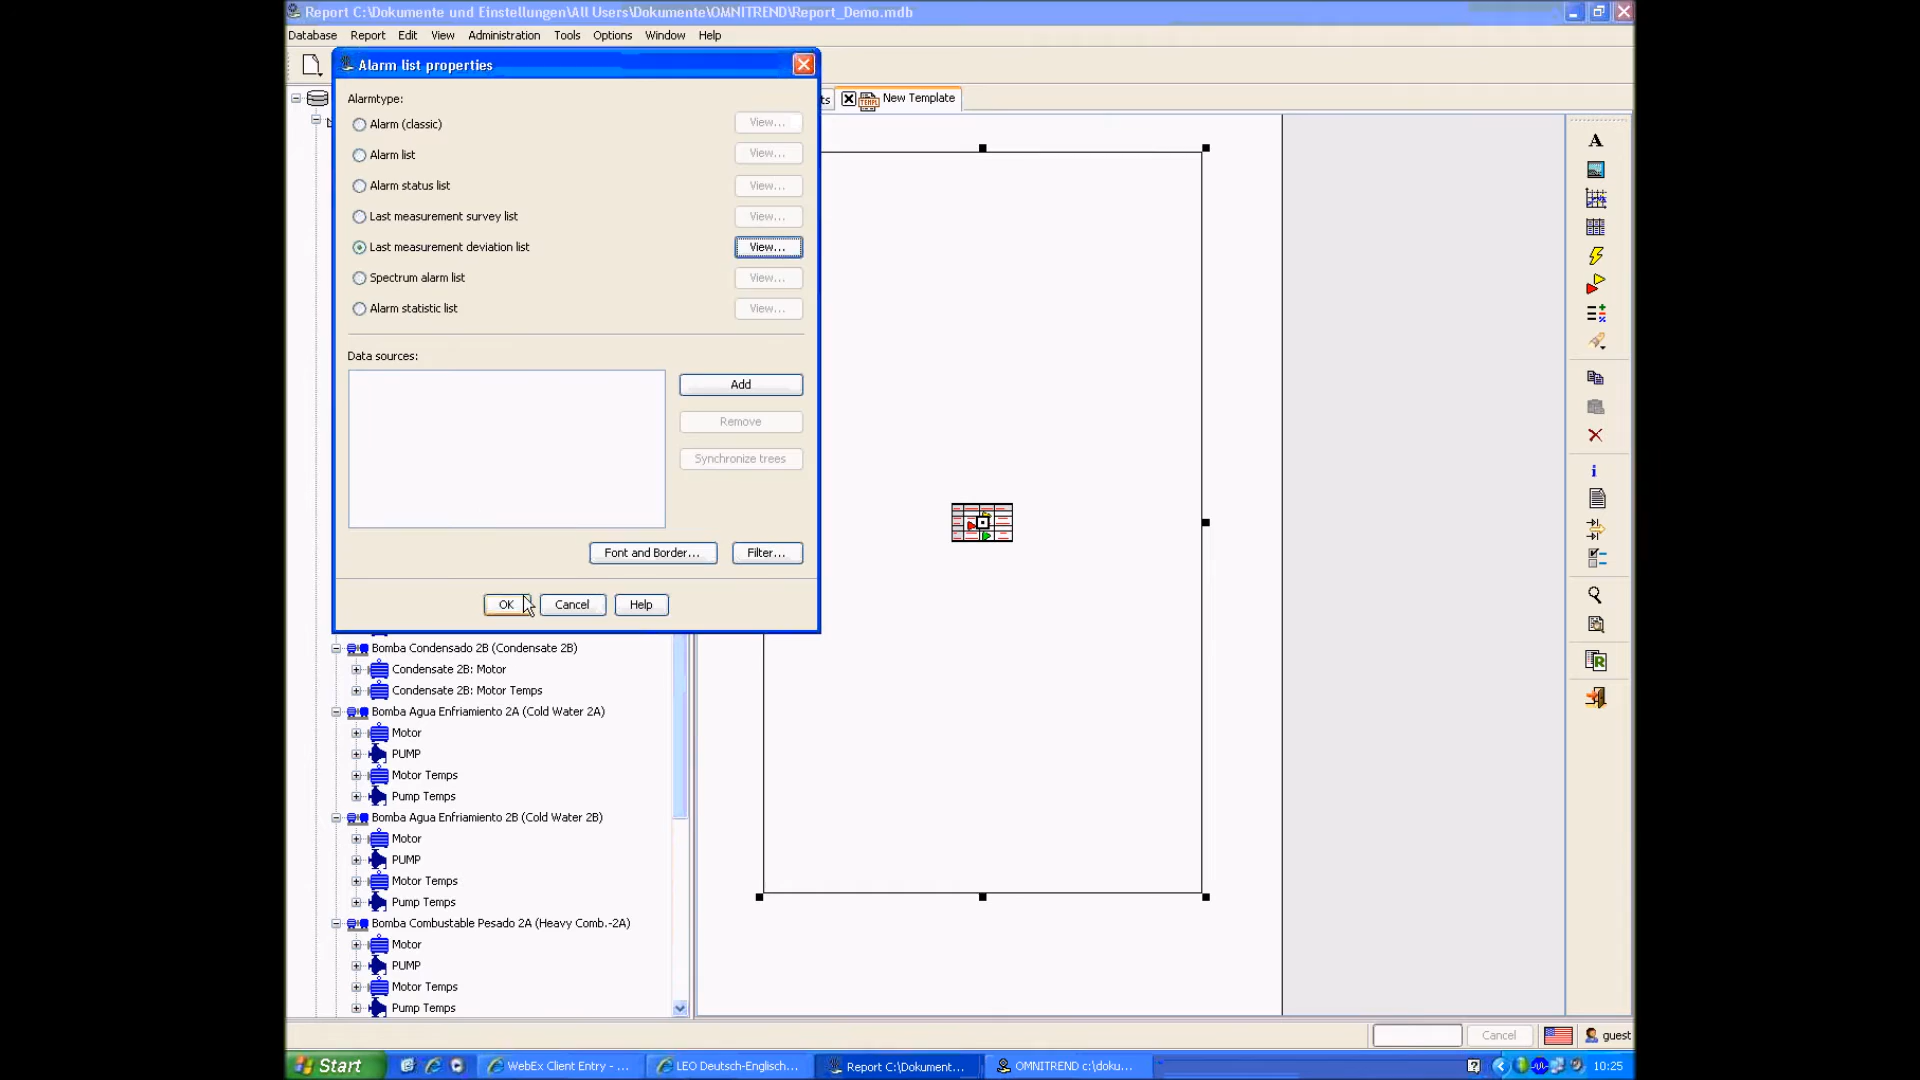 Report C:\Dokumente und Einstellungen\All Users\Dokumente\OMNITREND\Report_Demo.mdb
Database Report Edit View Administration Tools Options Window Help
Alarm list properties
ts New Template
Alarmtype:
Alarm (classic) View...
Alarm list View...
Alarm status list View...
Last measurement survey list View...
Last measurement deviation list View...
Spectrum alarm list View...
Alarm statistic list View...
Data sources:
Add
Remove
Synchronize trees
Font and Border... Filter...
OK Cancel Help
Bomba Condensado 2B (Condensate 2B)
Condensate 2B: Motor
Condensate 2B: Motor Temps
Bomba Agua Enfriamiento 2A (Cold Water 2A)
Motor
PUMP
Motor Temps
Pump Temps
Bomba Agua Enfriamiento 2B (Cold Water 2B)
Motor
PUMP
Motor Temps
Pump Temps
Bomba Combustable Pesado 2A (Heavy Comb.-2A)
Motor
PUMP
Motor Temps
Pump Temps
Cancel guest
Start WebEx Client Entry - ... LEO Deutsch-Englisch... Report C:\Dokument... OMNITREND c:\doku... 10:25